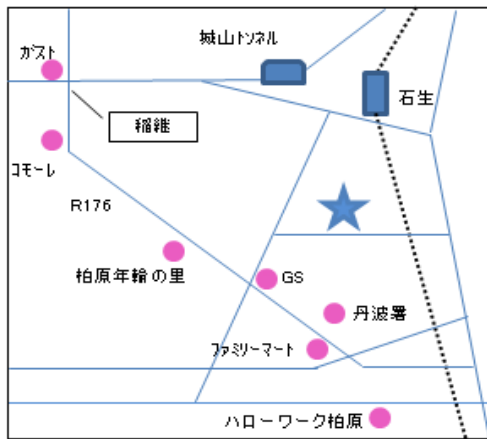 ガスト
城山トンネル
石生
稲継
コモーレ
R176
柏原年輪の里
GS
丹波署
ファミリーマート
ハローワーク柏原